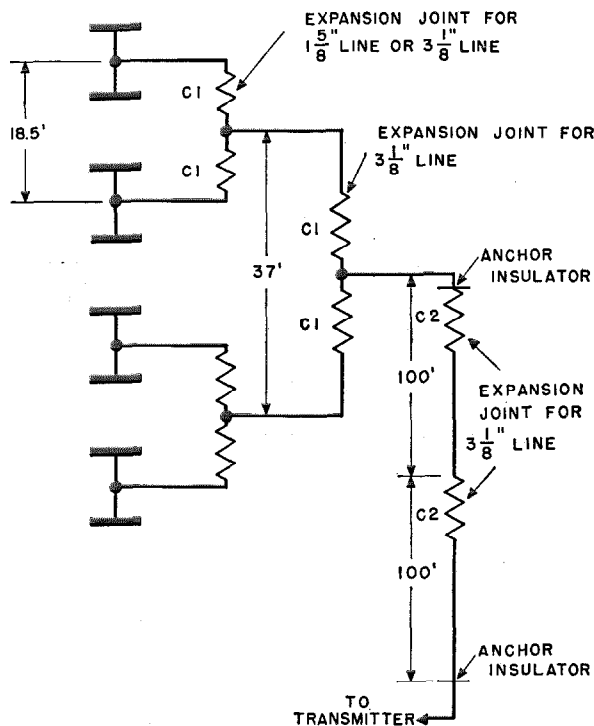 EXPANSION JOINT FOR
1 5/8" LINE OR 3 1/8" LINE
C1
18.5'
EXPANSION JOINT FOR
3 1/8" LINE
C1
C1
ANCHOR
INSULATOR
37'
C1
C2
100'
EXPANSION
JOINT FOR
3 1/8" LINE
C2
100'
ANCHOR
INSULATOR
TO
TRANSMITTER